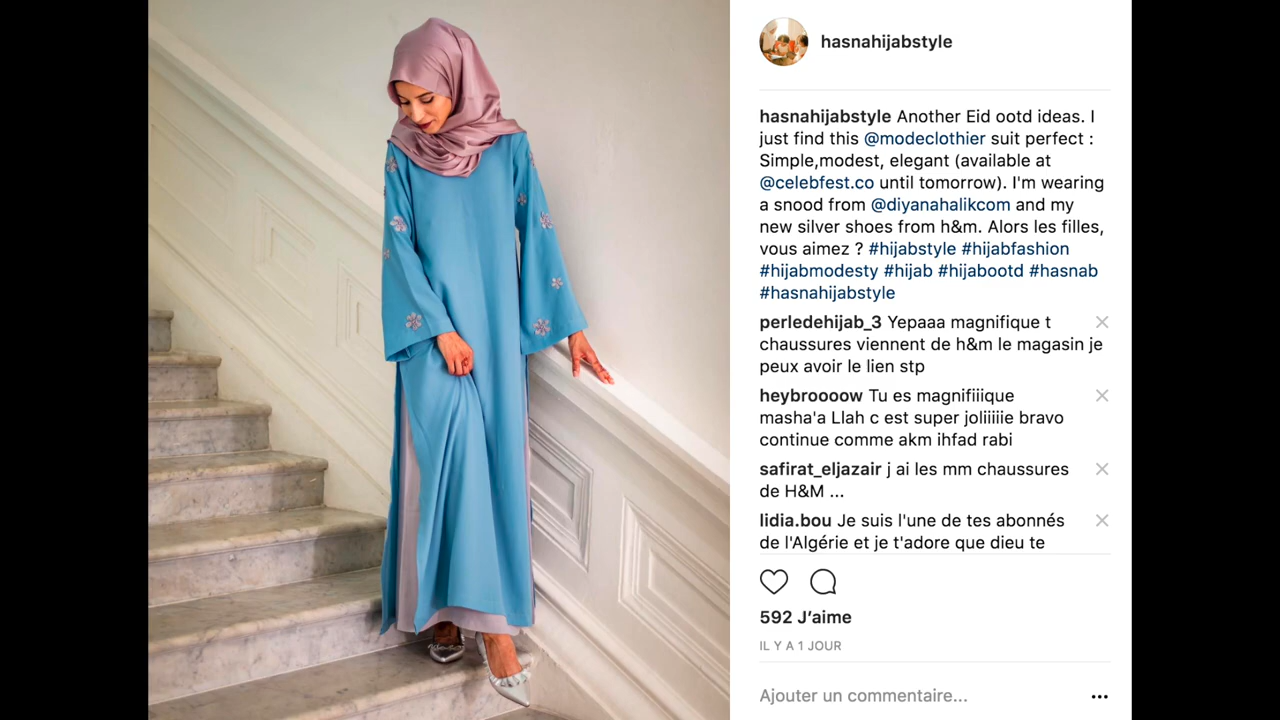 hasnahijabstyle
hasnahijabstyle Another Eid ootd ideas. I
just find this @modeclothier suit perfect :
Simple,modest, elegant (available at
@celebfest.co until tomorrow). I'm wearing
a snood from @diyanahalikcom and my
new silver shoes from h&m. Alors les filles,
vous aimez ? #hijabstyle #hijabfashion
#hijabmodesty #hijab #hijabootd #hasnab
#hasnahijabstyle
perledehijab_3 Yepaaa magnifique t
chaussures viennent de h&m le magasin je
peux avoir le lien stp
heybroooow Tu es magnifiiique
masha'a Llah c est super joliiiiie bravo
continue comme akm ihfad rabi
safirat_eljazair j ai les mm chaussures
de H&M ...
lidia.bou Je suis l'une de tes abonnés
de l'Algérie et je t'adore que dieu te
592 J'aime
IL Y A 1 JOUR
Ajouter un commentaire...